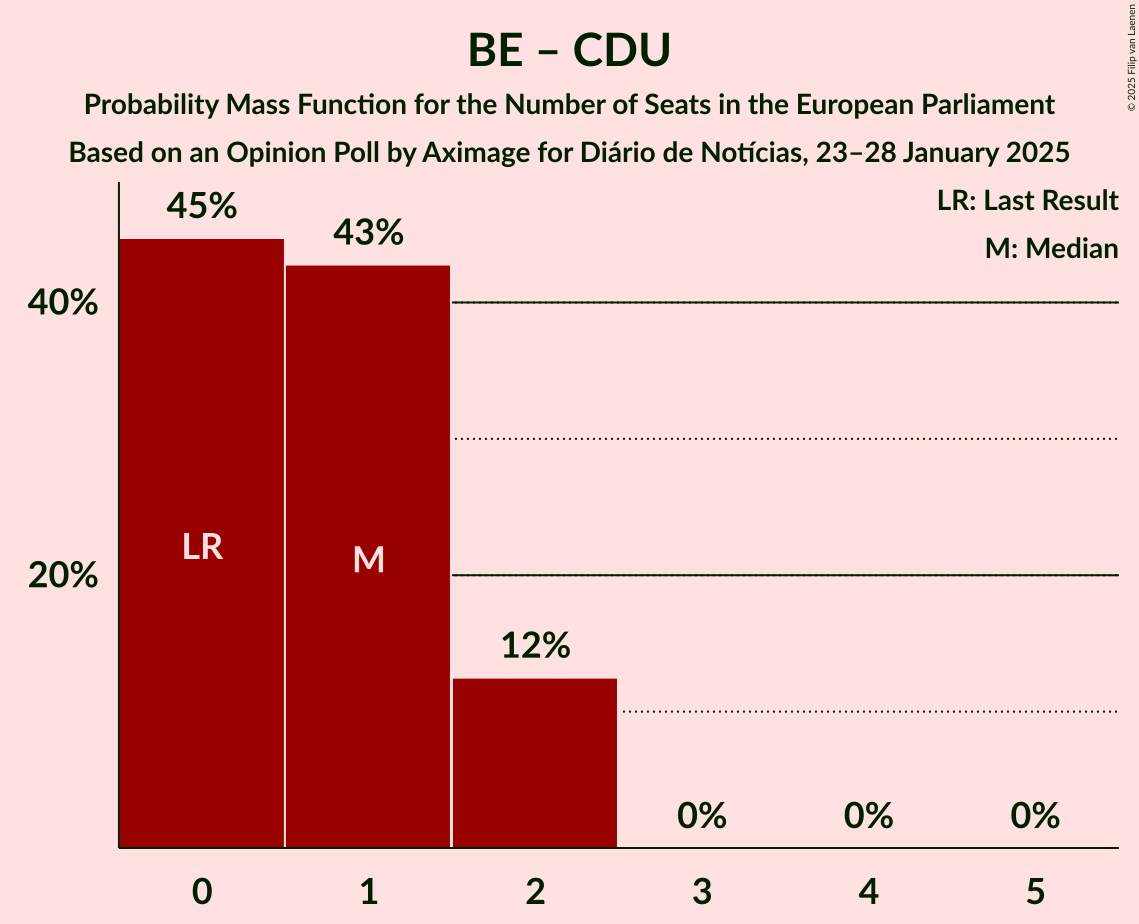 BE – CDU
Probability Mass Function for the Number of Seats in the European Parliament
Based on an Opinion Poll by Aximage for Diário de Notícias, 23–28 January 2025
© 2025 Filip van Laenen
LR: Last Result
M: Median
45%
43%
40%
LR
M
20%
12%
0%
0%
0%
0
1
2
3
4
5